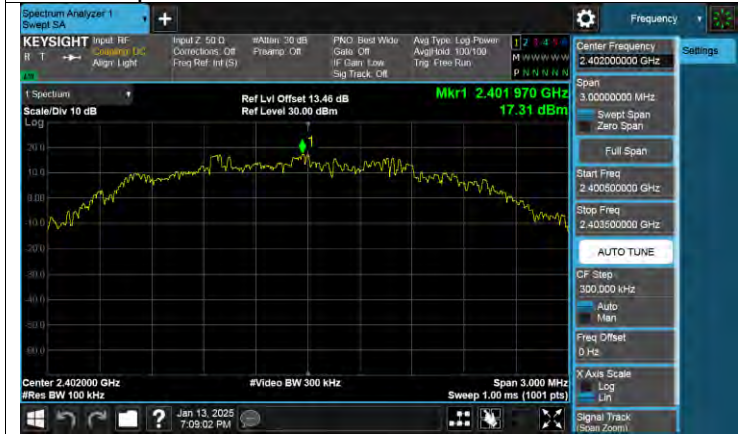 Spectrum Analyzer 1
Swept SA
+
Frequency
KEYSIGHT
R T
Input: RF
Coupling: DC
Align: Light
Input Z: 50 Ω
Corrections: Off
Freq Ref: Int (S)
#Atten: 30 dB
Preamp: Off
PNO: Best Wide
Gate: Off
IF Gain: Low
Sig Track: Off
Avg Type: Log-Power
Avg|Hold: 100/100
Trig: Free Run
1 2 3 4 5 6
M W W W W W
P N N N N N
Center Frequency
2.402000000 GHz
Settings
Span
3.00000000 MHz
Swept Span
Zero Span
Full Span
Start Freq
2.400500000 GHz
Stop Freq
2.403500000 GHz
AUTO TUNE
CF Step
300.000 kHz
Auto
Man
Freq Offset
0 Hz
X Axis Scale
Log
Lin
Signal Track
(Span Zoom)
1 Spectrum
Scale/Div 10 dB
Log
Ref Lvl Offset 13.46 dB
Ref Level 30.00 dBm
Mkr1 2.401 970 GHz
17.31 dBm
1
20.0
10.0
0.00
-10.0
-20.0
-30.0
-40.0
-50.0
-60.0
Center 2.402000 GHz
#Res BW 100 kHz
#Video BW 300 kHz
Span 3.000 MHz
Sweep 1.00 ms (1001 pts)
?
Jan 13, 2025
7:09:02 PM